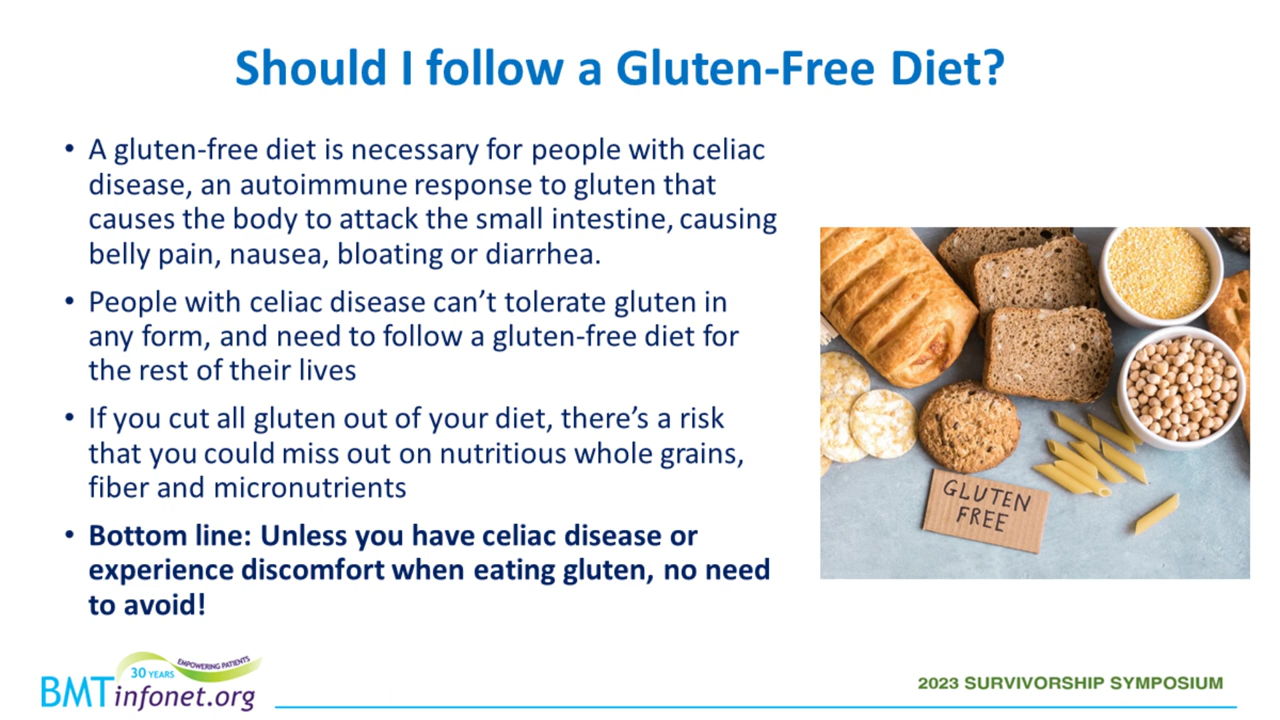 Should I follow a Gluten-Free Diet?
• A gluten-free diet is necessary for people with celiac
disease, an autoimmune response to gluten that
causes the body to attack the small intestine, causing
belly pain, nausea, bloating or diarrhea.
• People with celiac disease can’t tolerate gluten in
any form, and need to follow a gluten-free diet for
the rest of their lives
• If you cut all gluten out of your diet, there’s a risk
that you could miss out on nutritious whole grains,
fiber and micronutrients
• Bottom line: Unless you have celiac disease or
experience discomfort when eating gluten, no need
to avoid!
GLUTEN
FREE
30 YEARS
EMPOWERING PATIENTS
BMTinfonet.org
2023 SURVIVORSHIP SYMPOSIUM